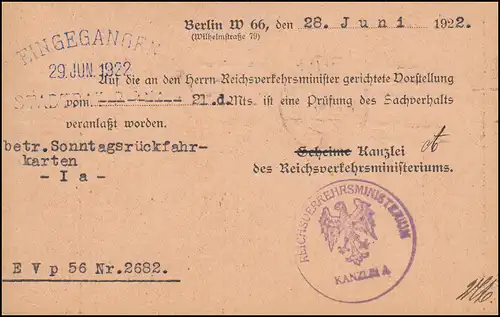 Berlin W 66, den 28. Juni 1922.
(Wilhelmstraße 79)
EINGEGANGEN
29. JUN. 1922
Auf die an den Herrn Reichsverkehrsminister gerichtete Vorstellung
vom 21. d. Mts. ist eine Prüfung des Sachverhalts
veranlaßt worden.
betr. Sonntagsrückfahr-
karten
- I a -
Geheime Kanzlei
des Reichsverkehrsministeriums.
REICHSVERKEHRSMINISTERIUM
KANZLEI A
E V p 56 Nr. 2682.